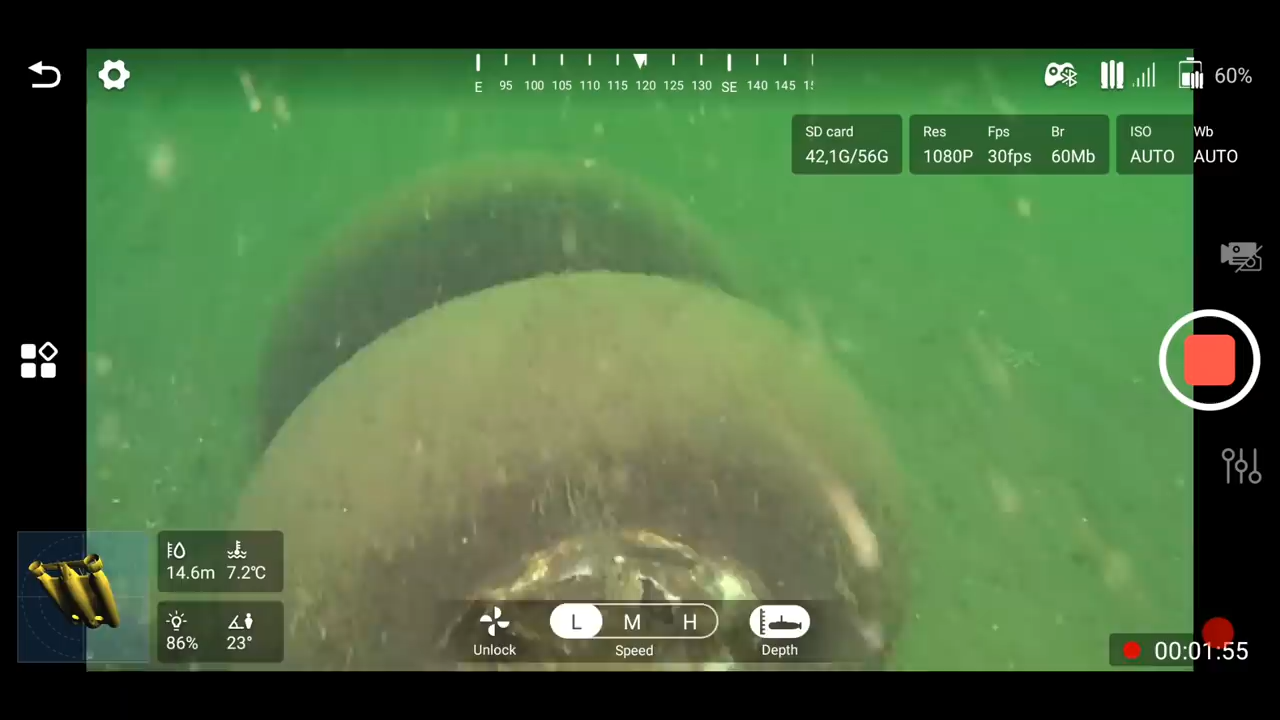 E 95 100 105 110 115 120 125 130 SE 140 145
60%
SD card
42,1G/56G
Res Fps Br
1080P 30fps 60Mb
ISO Wb
AUTO AUTO
14.6m 7.2℃
86% 23°
Unlock
L M H
Speed
Depth
00:01:55